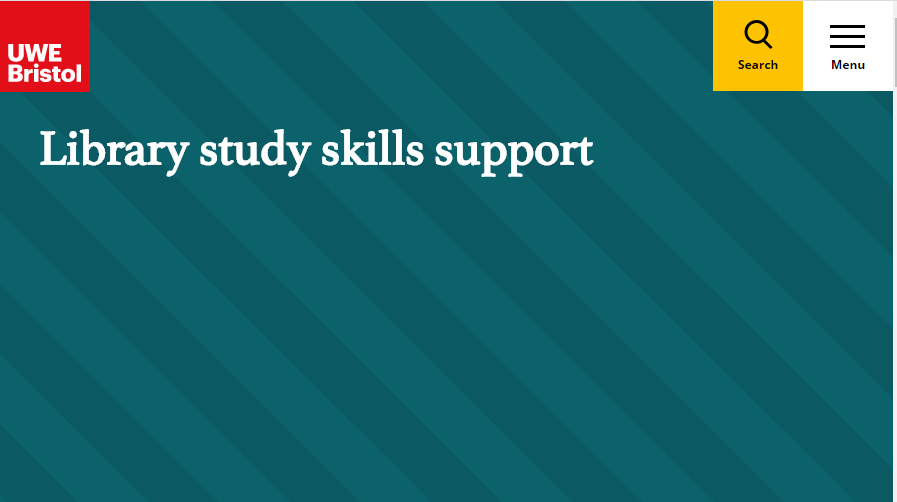 UWE
Bristol
Search
Menu
Library study skills support